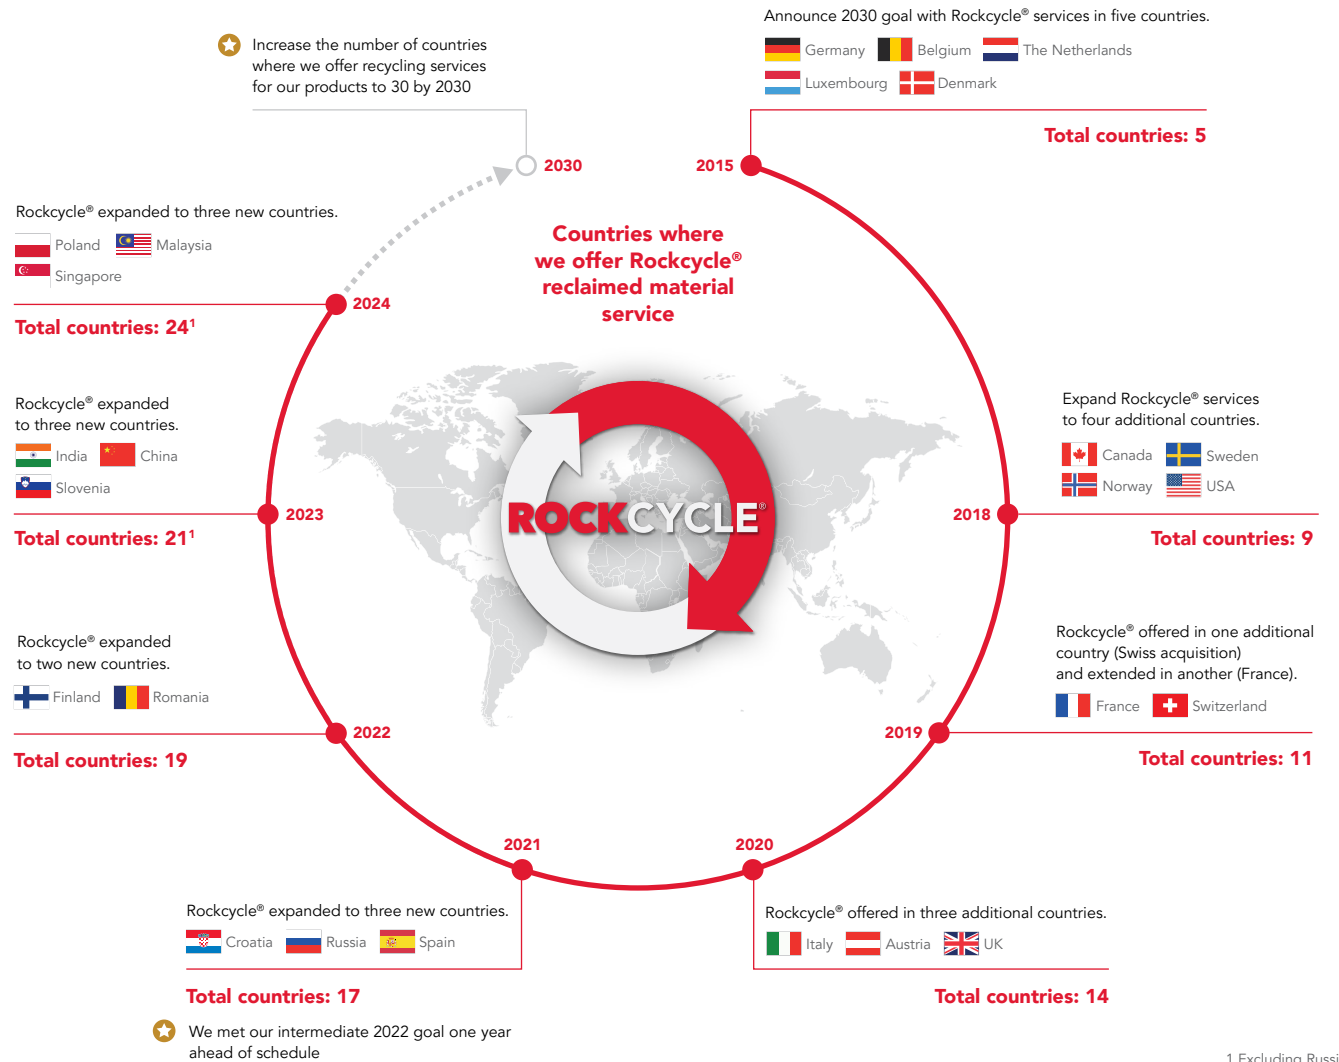 Announce 2030 goal with Rockcycle® services in five countries.
Germany Belgium The Netherlands
Luxembourg Denmark
Total countries: 5
2015
Expand Rockcycle® services
to four additional countries.
Canada Sweden
Norway USA
2018
Total countries: 9
Rockcycle® offered in one additional
country (Swiss acquisition)
and extended in another (France).
France Switzerland
2019
Total countries: 11
2020
Rockcycle® offered in three additional countries.
Italy Austria UK
Total countries: 14
2021
Rockcycle® expanded to three new countries.
Croatia Russia Spain
Total countries: 17
We met our intermediate 2022 goal one year
ahead of schedule
Rockcycle® expanded
to two new countries.
Finland Romania
2022
Total countries: 19
Rockcycle® expanded
to three new countries.
India China
Slovenia
2023
Total countries: 21¹
Rockcycle® expanded to three new countries.
Poland Malaysia
Singapore
2024
Total countries: 24¹
Increase the number of countries
where we offer recycling services
for our products to 30 by 2030
2030
Countries where
we offer Rockcycle®
reclaimed material
service
ROCKCYCLE®
1 Excluding Russi